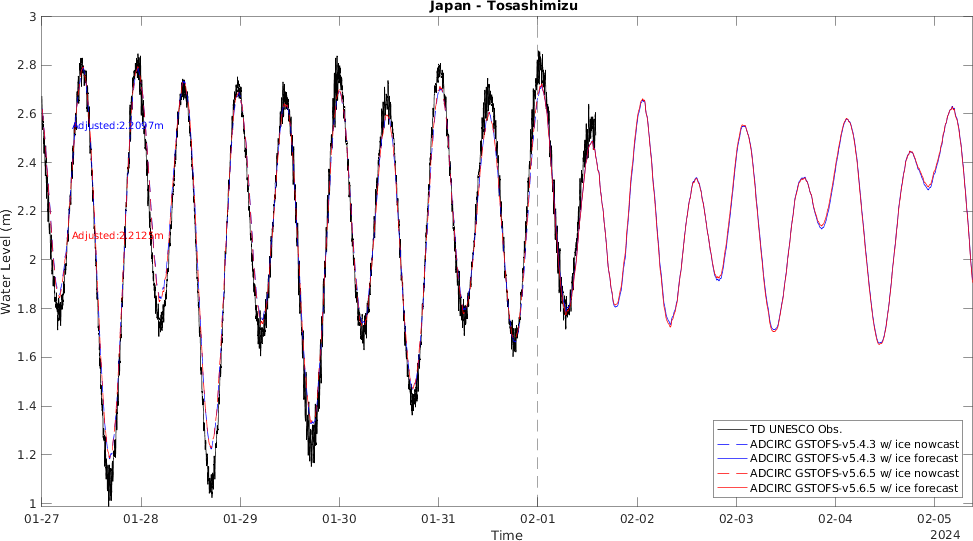 Japan - Tosashimizu
3
2.8
2.6
2.4
2.2
2
1.8
1.6
1.4
1.2
1
Water Level (m)
Adjusted:2.2097m
Adjusted:2.2125m
TD UNESCO Obs.
ADCIRC GSTOFS-v5.4.3 w/ ice nowcast
ADCIRC GSTOFS-v5.4.3 w/ ice forecast
ADCIRC GSTOFS-v5.6.5 w/ ice nowcast
ADCIRC GSTOFS-v5.6.5 w/ ice forecast
01-27 01-28 01-29 01-30 01-31 02-01 02-02 02-03 02-04 02-05
Time
2024